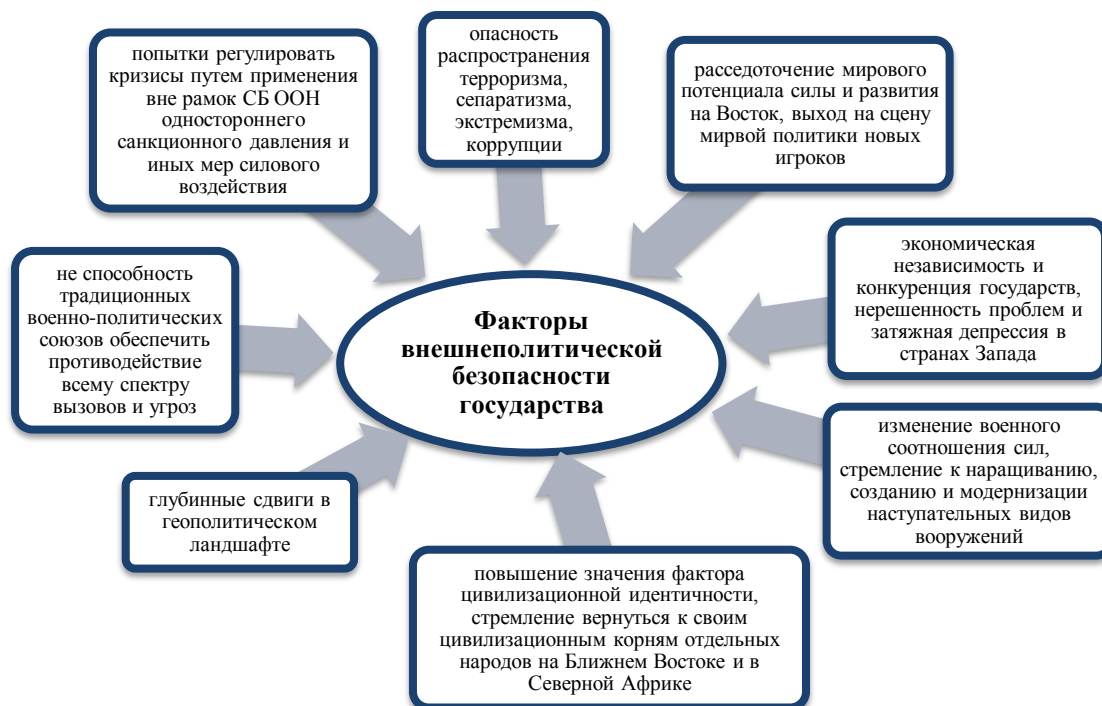 попытки регулировать
кризисы путем применения
вне рамок СБ ООН
одностороннего
санкционного давления и
иных мер силового
воздействия
опасность
распространения
терроризма,
сепаратизма,
экстремизма,
коррупции
расседоточение мирового
потенциала силы и развития
на Восток, выход на сцену
мирвой политики новых
игроков
не способность
традиционных
военно-политических
союзов обеспечить
противодействие
всему спектру
вызовов и угроз
Факторы
внешнеполитической
безопасности
государства
экономическая
независимость и
конкуренция государств,
нерешенность проблем и
затяжная депрессия в
странах Запада
глубинные сдвиги в
геополитическом
ландшафте
изменение военного
соотношения сил,
стремление к наращиванию,
созданию и модернизации
наступательных видов
вооружений
повышение значения фактора
цивилизационной идентичности,
стремление вернуться к своим
цивилизационным корням отдельных
народов на Ближнем Востоке и в
Северной Африке